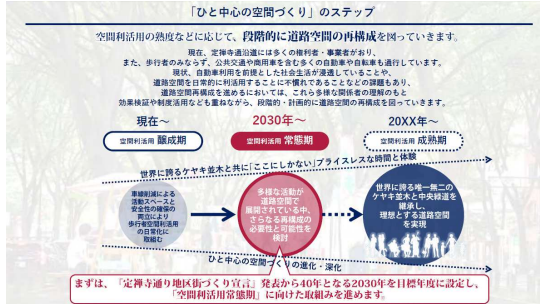 「ひと中心の空間づくり」のステップ
空間利活用の熟度などに応じて、段階的に道路空間の再構成を図っていきます。
現在、定禅寺通沿道には多くの権利者・事業者がおり、
また、歩行者のみならず、公共交通や商用車を含む多くの自動車や自転車も通行しています。
現状、自動車利用を前提とした社会生活が浸透していることや、
道路空間を日常的に利活用することに不慣れであることなどの課題もあり、
道路空間再構成を進めるにおいては、これら多様な関係者の理解のもと
効果検証や制度活用なども重ねながら、段階的・計画的に道路空間の再構成を図っていきます。
現在～
2030年～
20XX年～
空間利活用 醸成期
空間利活用 常態期
空間利活用 成熟期
世界に誇るケヤキ並木と共に「ここにしかない」プライスレスな時間と体験
車線削減による
活動スペースと
安全性の確保の
両立により
歩行者空間利活用
の日常化に
取組む
多様な活動が
道路空間で
展開されている中、
さらなる再構成の
必要性と可能性を
検討
世界に誇る唯一無二の
ケヤキ並木と中央緑道を
継承し、
理想とする道路空間
を実現
ひと中心の空間づくりの進化・深化
まずは、『定禅寺通り地区街づくり宣言』発表から40年となる2030年を目標年度に設定し、
「空間利活用常態期」に向けた取組みを進めます。